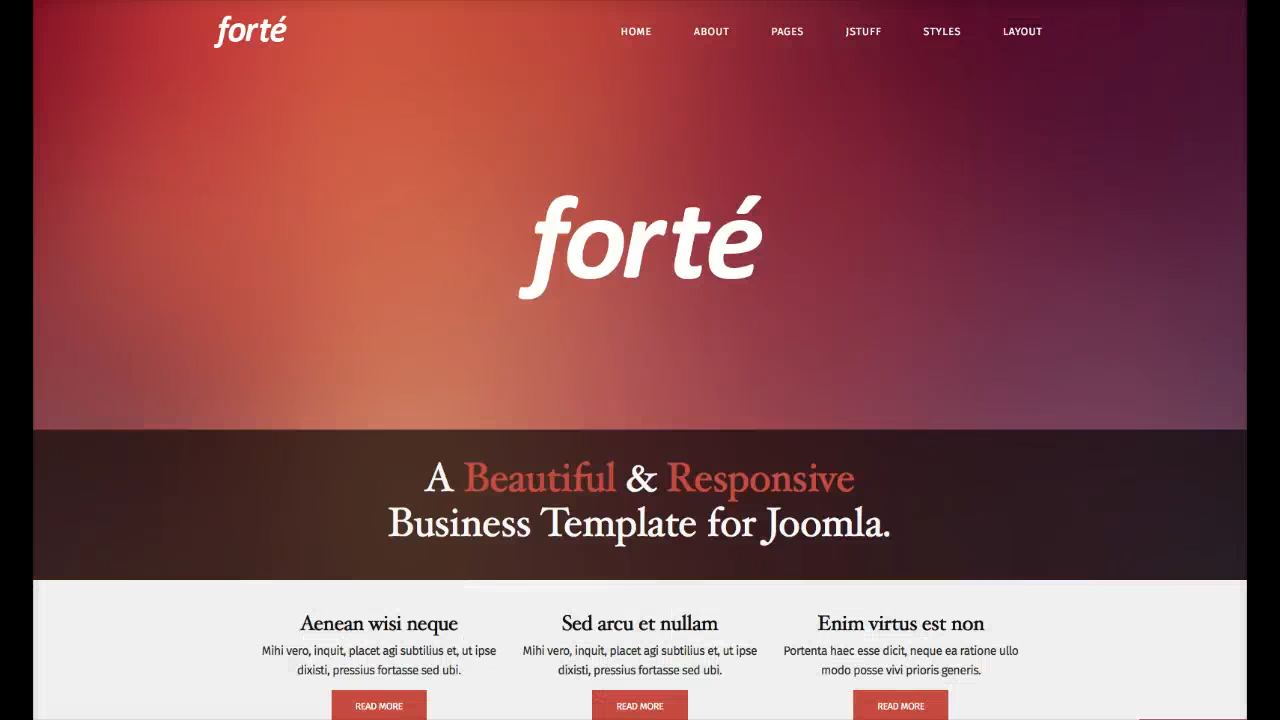 forté
HOME ABOUT PAGES JSTUFF STYLES LAYOUT
forté
A Beautiful & Responsive
Business Template for Joomla.
Aenean wisi neque
Mihi vero, inquit, placet agi subtilius et, ut ipse
dixisti, pressius fortasse sed ubi.
READ MORE
Sed arcu et nullam
Mihi vero, inquit, placet agi subtilius et, ut ipse
dixisti, pressius fortasse sed ubi.
READ MORE
Enim virtus est non
Portenta haec esse dicit, neque ea ratione ullo
modo posse vivi prioris generis.
READ MORE